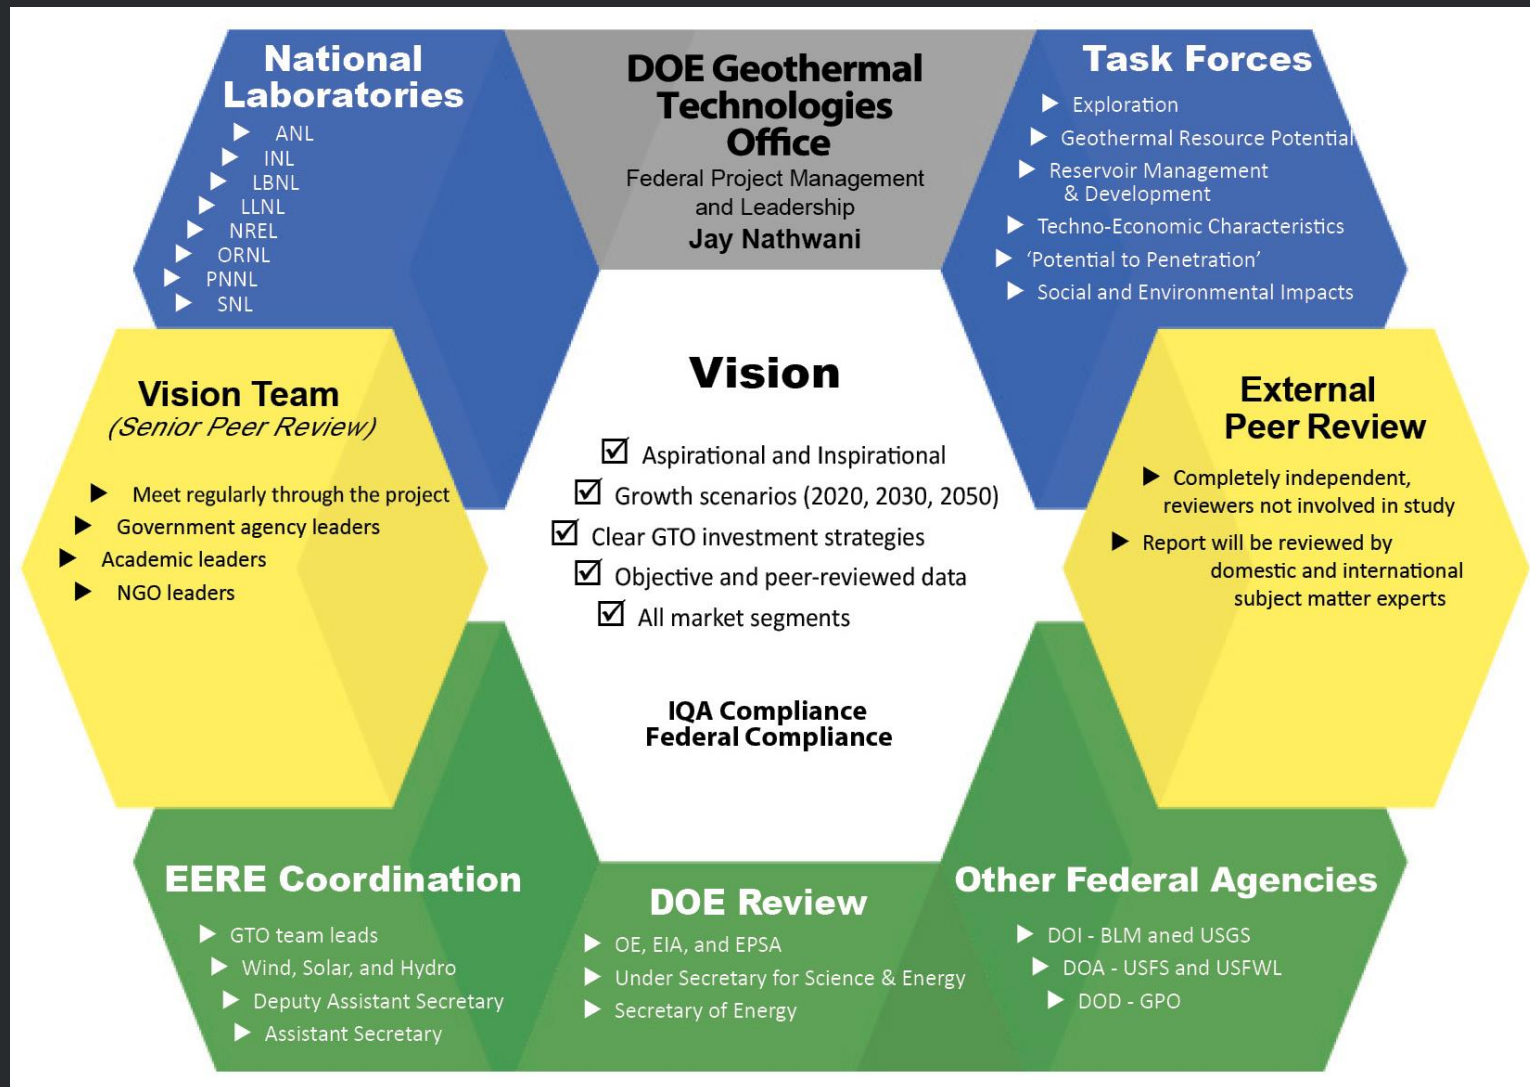 National
Laboratories
ANL
INL
LBNL
LLNL
NREL
ORNL
PNNL
SNL
DOE Geothermal
Technologies
Office
Federal Project Management
and Leadership
Jay Nathwani
Task Forces
Exploration
Geothermal Resource Potential
Reservoir Management
& Development
Techno-Economic Characteristics
‘Potential to Penetration’
Social and Environmental Impacts
Vision Team
(Senior Peer Review)
Meet regularly through the project
Government agency leaders
Academic leaders
NGO leaders
Vision
Aspirational and Inspirational
Growth scenarios (2020, 2030, 2050)
Clear GTO investment strategies
Objective and peer-reviewed data
All market segments
IQA Compliance
Federal Compliance
External
Peer Review
Completely independent,
reviewers not involved in study
Report will be reviewed by
domestic and international
subject matter experts
EERE Coordination
GTO team leads
Wind, Solar, and Hydro
Deputy Assistant Secretary
Assistant Secretary
DOE Review
OE, EIA, and EPSA
Under Secretary for Science & Energy
Secretary of Energy
Other Federal Agencies
DOI - BLM aned USGS
DOA - USFS and USFWL
DOD - GPO